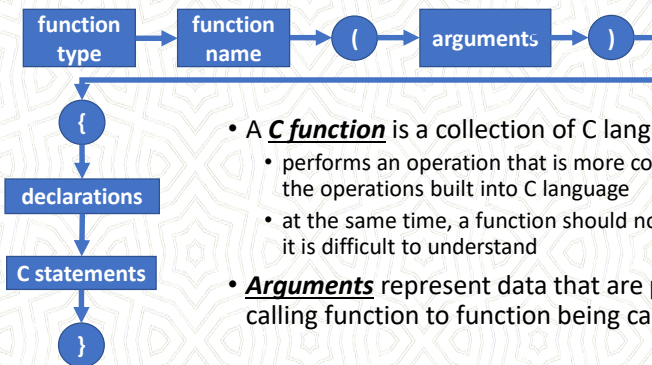 function type
function name
(
arguments
)
{
declarations
C statements
}
• A C function is a collection of C lang
• performs an operation that is more co
the operations built into C language
• at the same time, a function should no
it is difficult to understand
• Arguments represent data that are p
calling function to function being ca